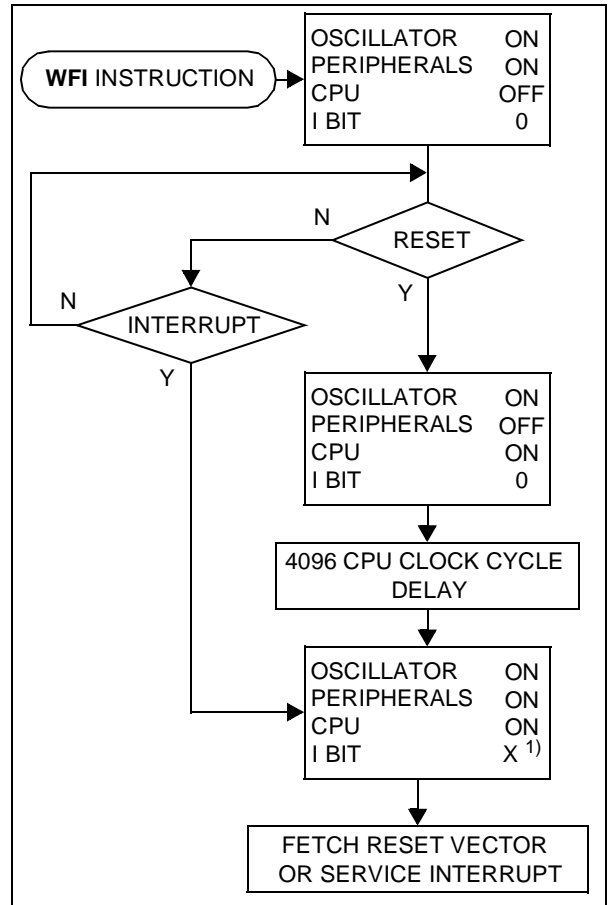 WFI INSTRUCTION
OSCILLATOR ON
PERIPHERALS ON
CPU OFF
I BIT 0
N
RESET
Y
N
INTERRUPT
Y
OSCILLATOR ON
PERIPHERALS OFF
CPU ON
I BIT 0
4096 CPU CLOCK CYCLE
DELAY
OSCILLATOR ON
PERIPHERALS ON
CPU ON
I BIT X 1)
FETCH RESET VECTOR
OR SERVICE INTERRUPT